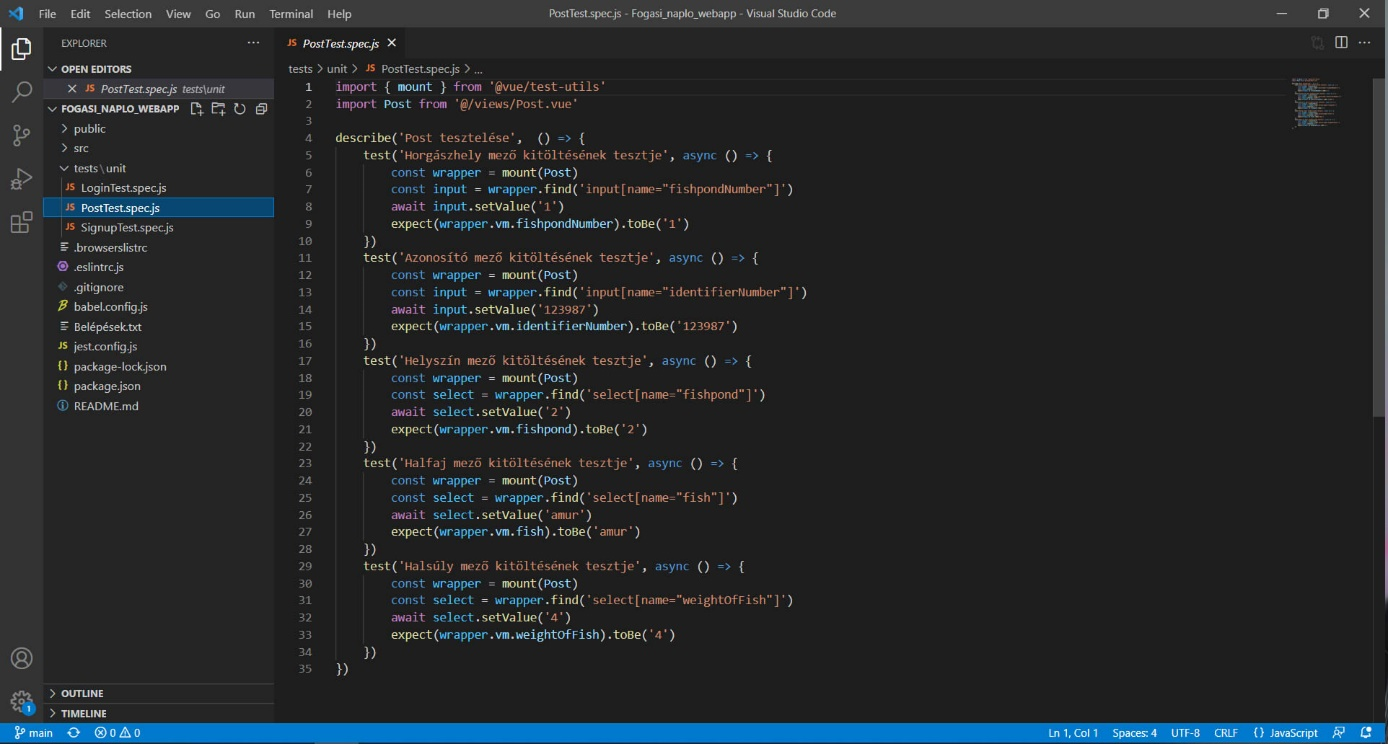 File Edit Selection View Go Run Terminal Help
PostTest.spec.js - Fogasi_naplo_webapp - Visual Studio Code
EXPLORER
OPEN EDITORS
JS PostTest.spec.js tests\unit
FOGASI_NAPLO_WEBAPP
public
src
tests\unit
JS LoginTest.spec.js
JS PostTest.spec.js
JS SignupTest.spec.js
.browserslistrc
.eslintrc.js
.gitignore
babel.config.js
Belépések.txt
JS jest.config.js
{} package-lock.json
{} package.json
README.md
OUTLINE
TIMELINE
1
JS PostTest.spec.js
tests > unit > JS PostTest.spec.js > ...
1 import { mount } from '@vue/test-utils'
2 import Post from '@/views/Post.vue'
3
4 describe('Post tesztelése', () => {
5 test('Horgászhely mező kitöltésének tesztje', async () => {
6 const wrapper = mount(Post)
7 const input = wrapper.find('input[name="fishpondNumber"]')
8 await input.setValue('1')
9 expect(wrapper.vm.fishpondNumber).toBe('1')
10 })
11 test('Azonosító mező kitöltésének tesztje', async () => {
12 const wrapper = mount(Post)
13 const input = wrapper.find('input[name="identifierNumber"]')
14 await input.setValue('123987')
15 expect(wrapper.vm.identifierNumber).toBe('123987')
16 })
17 test('Helyszín mező kitöltésének tesztje', async () => {
18 const wrapper = mount(Post)
19 const select = wrapper.find('select[name="fishpond"]')
20 await select.setValue('2')
21 expect(wrapper.vm.fishpond).toBe('2')
22 })
23 test('Halfaj mező kitöltésének tesztje', async () => {
24 const wrapper = mount(Post)
25 const select = wrapper.find('select[name="fish"]')
26 await select.setValue('amur')
27 expect(wrapper.vm.fish).toBe('amur')
28 })
29 test('Halsúly mező kitöltésének tesztje', async () => {
30 const wrapper = mount(Post)
31 const select = wrapper.find('select[name="weightOfFish"]')
32 await select.setValue('4')
33 expect(wrapper.vm.weightOfFish).toBe('4')
34 })
35 })
main 0 0
Ln 1, Col 1 Spaces: 4 UTF-8 CRLF {} JavaScript